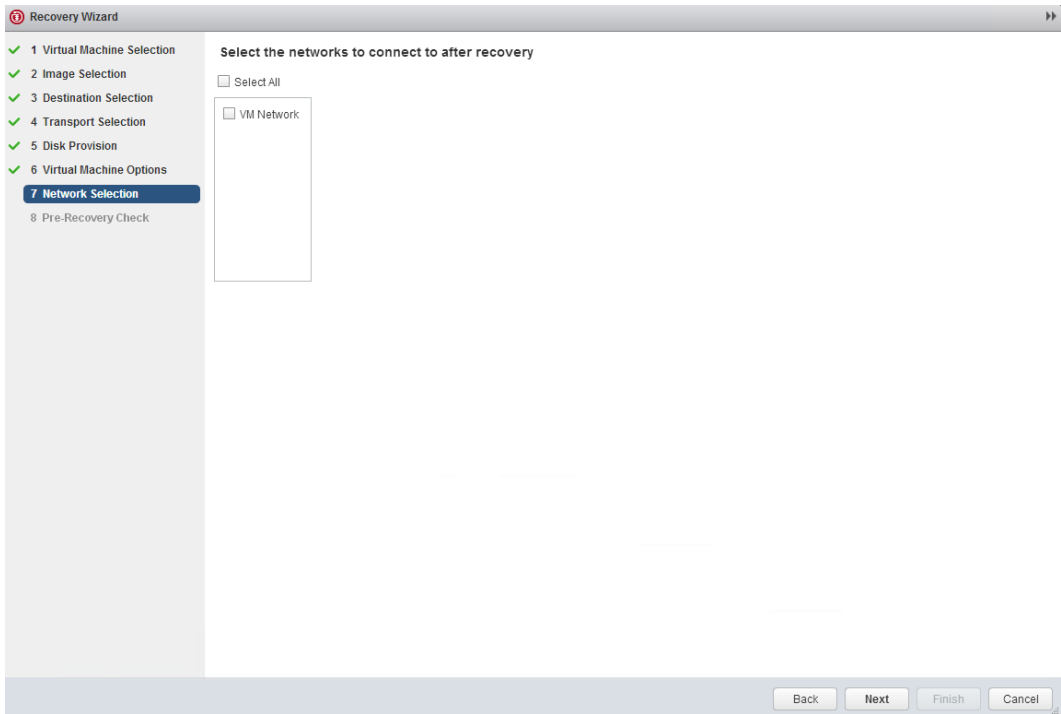 Recovery Wizard
1 Virtual Machine Selection
2 Image Selection
3 Destination Selection
4 Transport Selection
5 Disk Provision
6 Virtual Machine Options
7 Network Selection
8 Pre-Recovery Check
Select the networks to connect to after recovery
Select All
VM Network
Back Next Finish Cancel